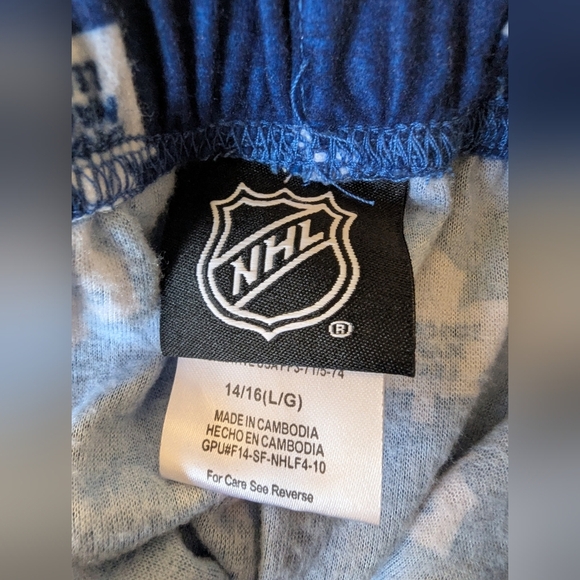 NHL
®
14/16(L/G)
MADE IN CAMBODIA
HECHO EN CAMBODIA
GPU#F14-SF-NHLF4-10
For Care See Reverse